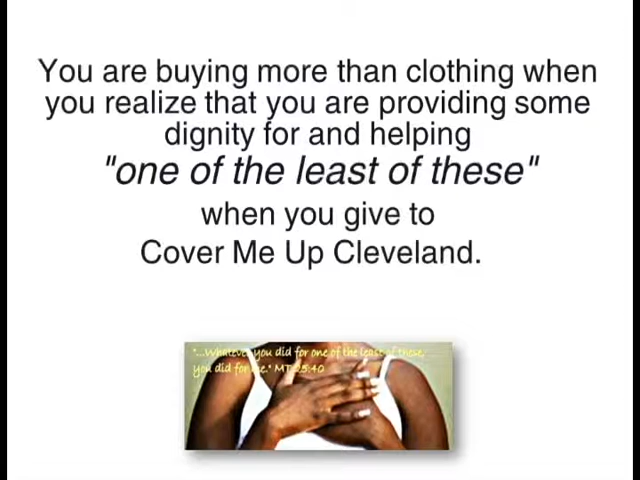 You are buying more than clothing when
you realize that you are providing some
dignity for and helping
"one of the least of these"
when you give to
Cover Me Up Cleveland.
"...Whatever you did for one of the least of these,
you did for me." MT 25:40